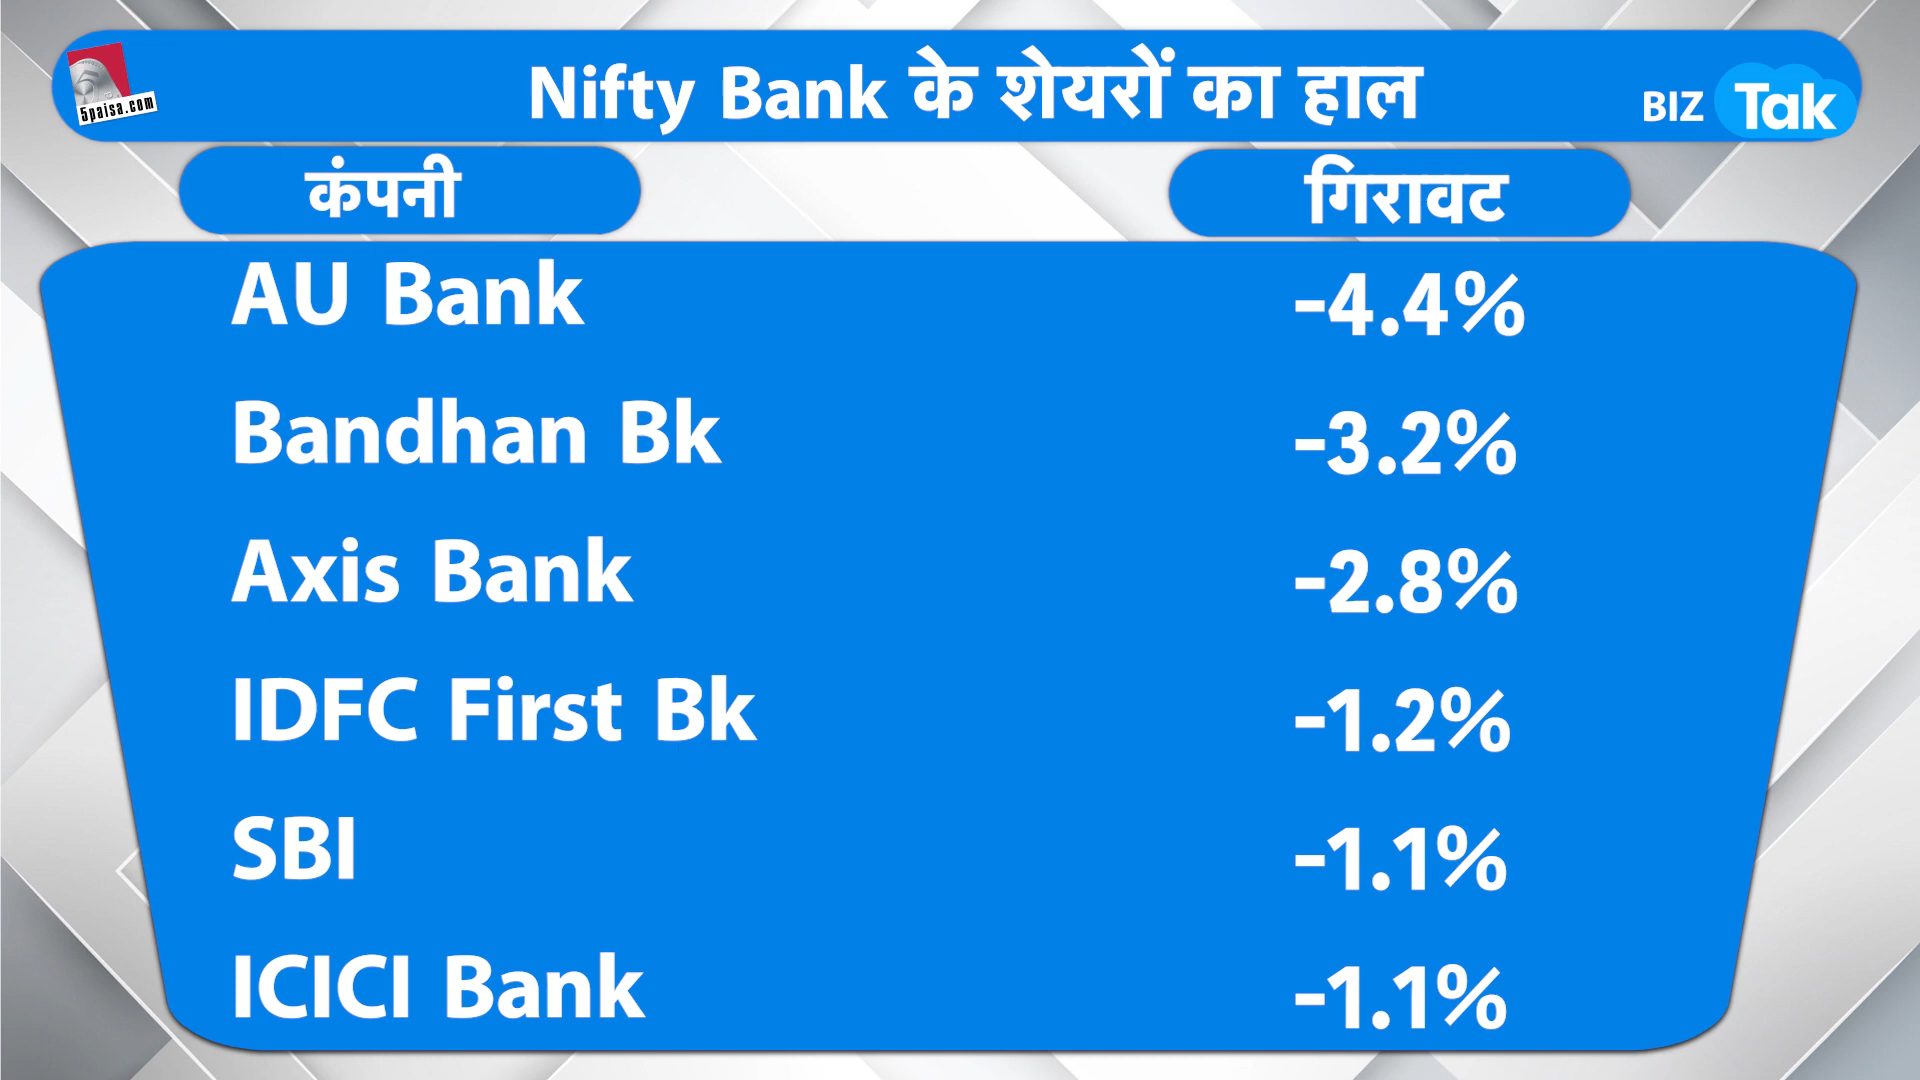 5paisa.com
Nifty Bank के शेयरों का हाल
BIZ Tak
कंपनी गिरावट
AU Bank -4.4%
Bandhan Bk -3.2%
Axis Bank -2.8%
IDFC First Bk -1.2%
SBI -1.1%
ICICI Bank -1.1%